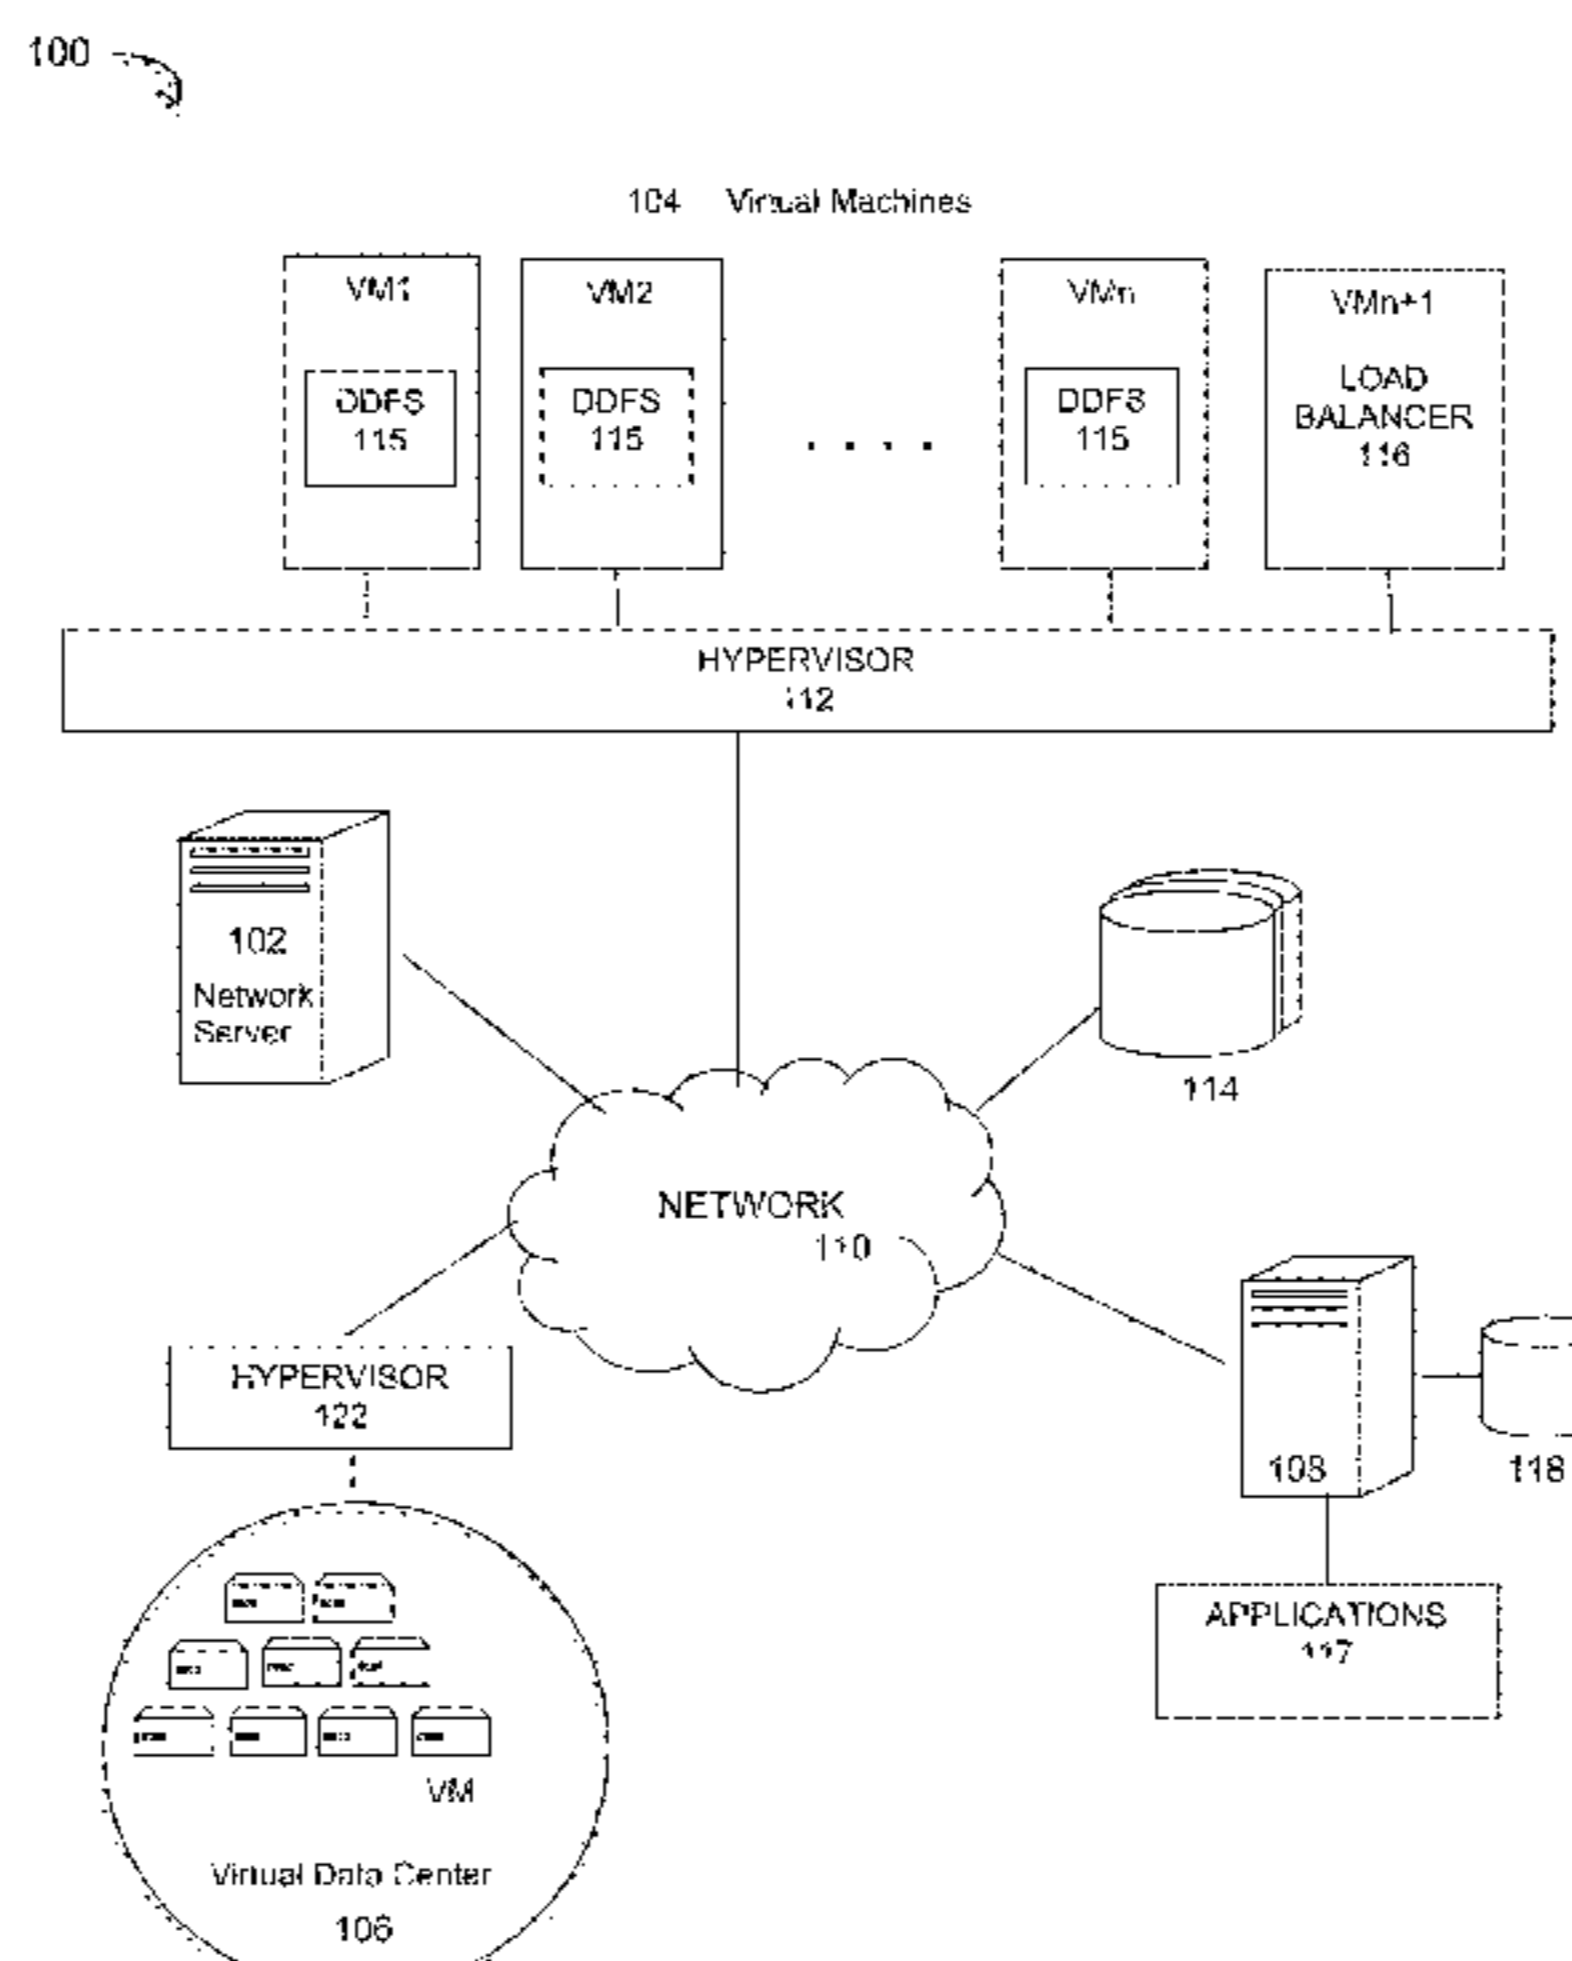 100
104 Virtual Machines
VM1
VM2
VMn
VMn+1
DDFS
115
DDFS
115
. . . .
DDFS
115
LOAD
BALANCER
116
HYPERVISOR
112
102
Network
Server
114
NETWORK
110
HYPERVISOR
122
108
118
APPLICATIONS
117
VM
Virtual Data Center
106